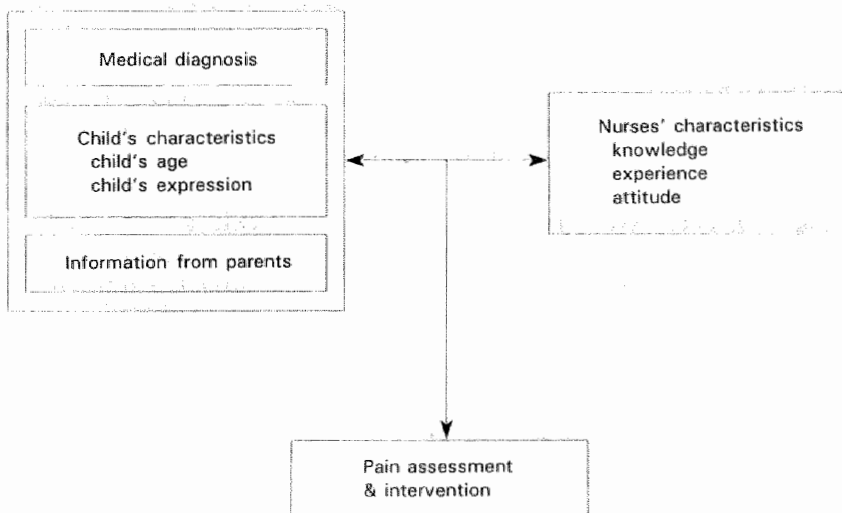 Medical diagnosis
Child's characteristics
child's age
child's expression
Information from parents
Nurses' characteristics
knowledge
experience
attitude
Pain assessment
& intervention